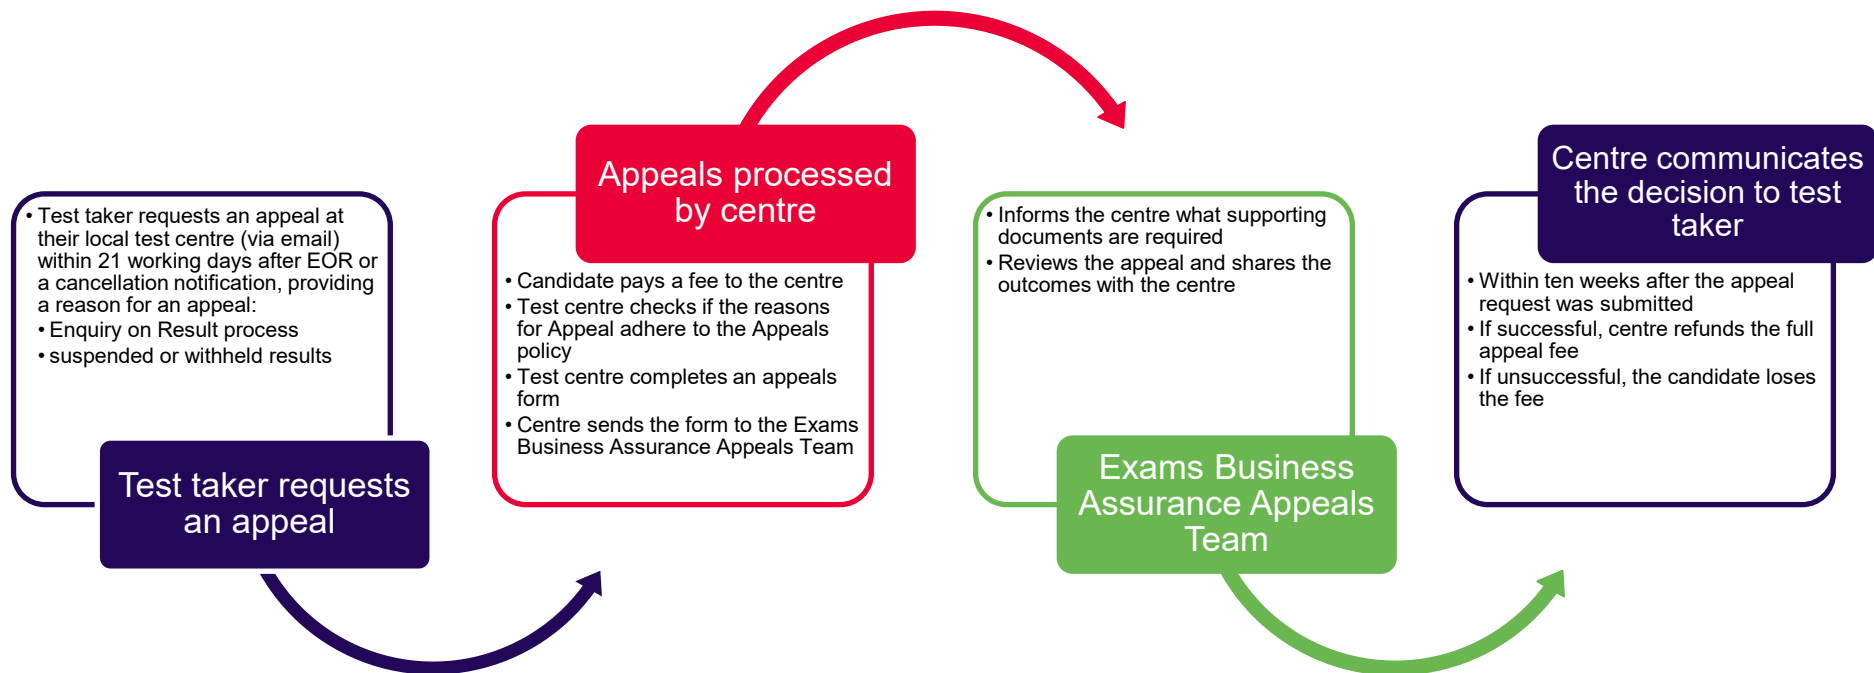 • Test taker requests an appeal at
their local test centre (via email)
within 21 working days after EOR or
a cancellation notification, providing
a reason for an appeal:
• Enquiry on Result process
• suspended or withheld results
Test taker requests
an appeal
Appeals processed
by centre
• Candidate pays a fee to the centre
• Test centre checks if the reasons
for Appeal adhere to the Appeals
policy
• Test centre completes an appeals
form
• Centre sends the form to the Exams
Business Assurance Appeals Team
• Informs the centre what supporting
documents are required
• Reviews the appeal and shares the
outcomes with the centre
Exams Business
Assurance Appeals
Team
Centre communicates
the decision to test
taker
• Within ten weeks after the appeal
request was submitted
• If successful, centre refunds the full
appeal fee
• If unsuccessful, the candidate loses
the fee